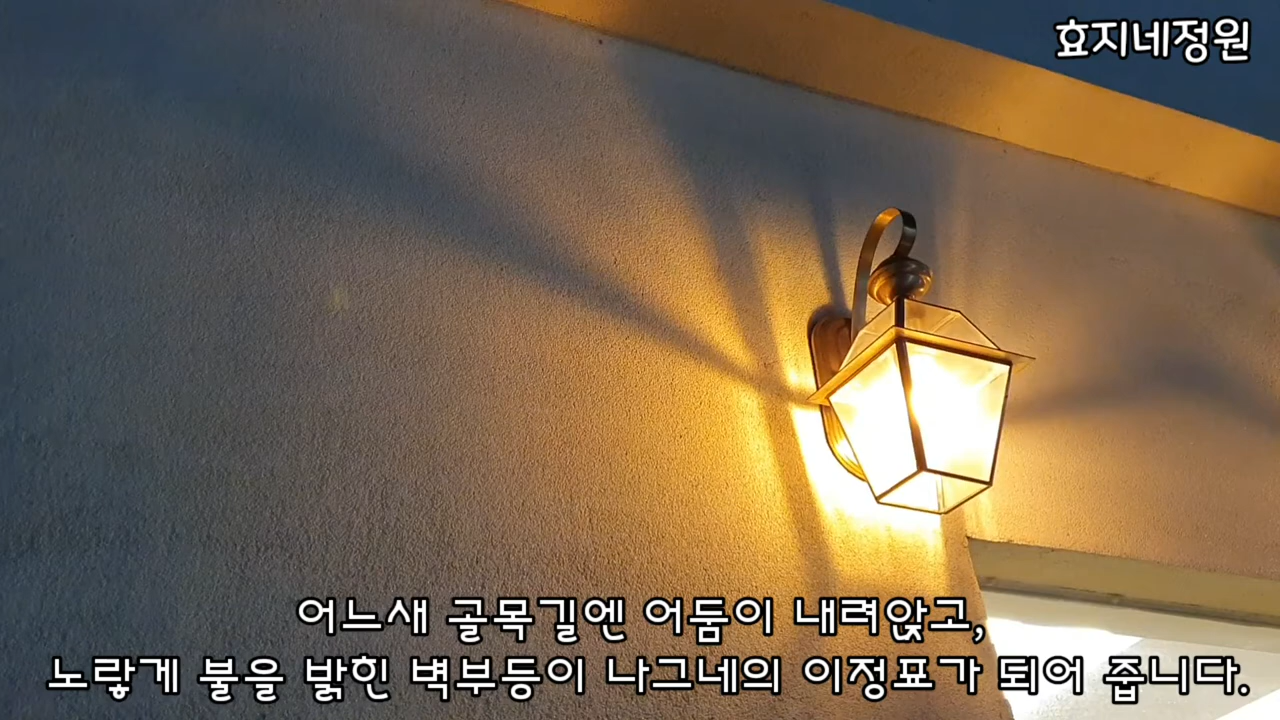 효지네정원
어느새 골목길엔 어둠이 내려앉고,
노랗게 불을 밝힌 벽부등이 나그네의 이정표가 되어 줍니다.